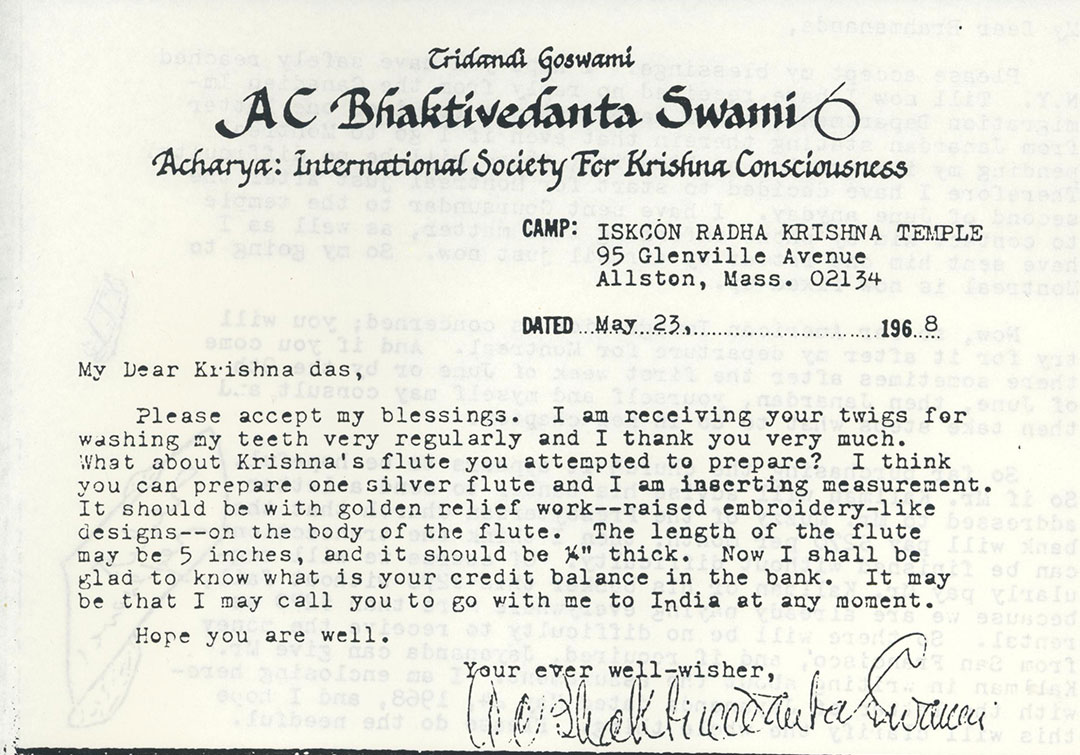 Tridandi Goswami
AC Bhaktivedanta Swami
Acharya: International Society For Krishna Consciousness
CAMP: ISKCON RADHA KRISHNA TEMPLE
95 Glenville Avenue
Allston, Mass. 02134
DATED May 23, 1968
My Dear Krishna das,
Please accept my blessings. I am receiving your twigs for
washing my teeth very regularly and I thank you very much.
What about Krishna's flute you attempted to prepare? I think
you can prepare one silver flute and I am inserting measurement.
It should be with golden relief work--raised embroidery-like
designs--on the body of the flute. The length of the flute
may be 5 inches, and it should be ¼" thick. Now I shall be
glad to know what is your credit balance in the bank. It may
be that I may call you to go with me to India at any moment.
Hope you are well.
Your ever well-wisher,
A C Bhaktivedanta Swami